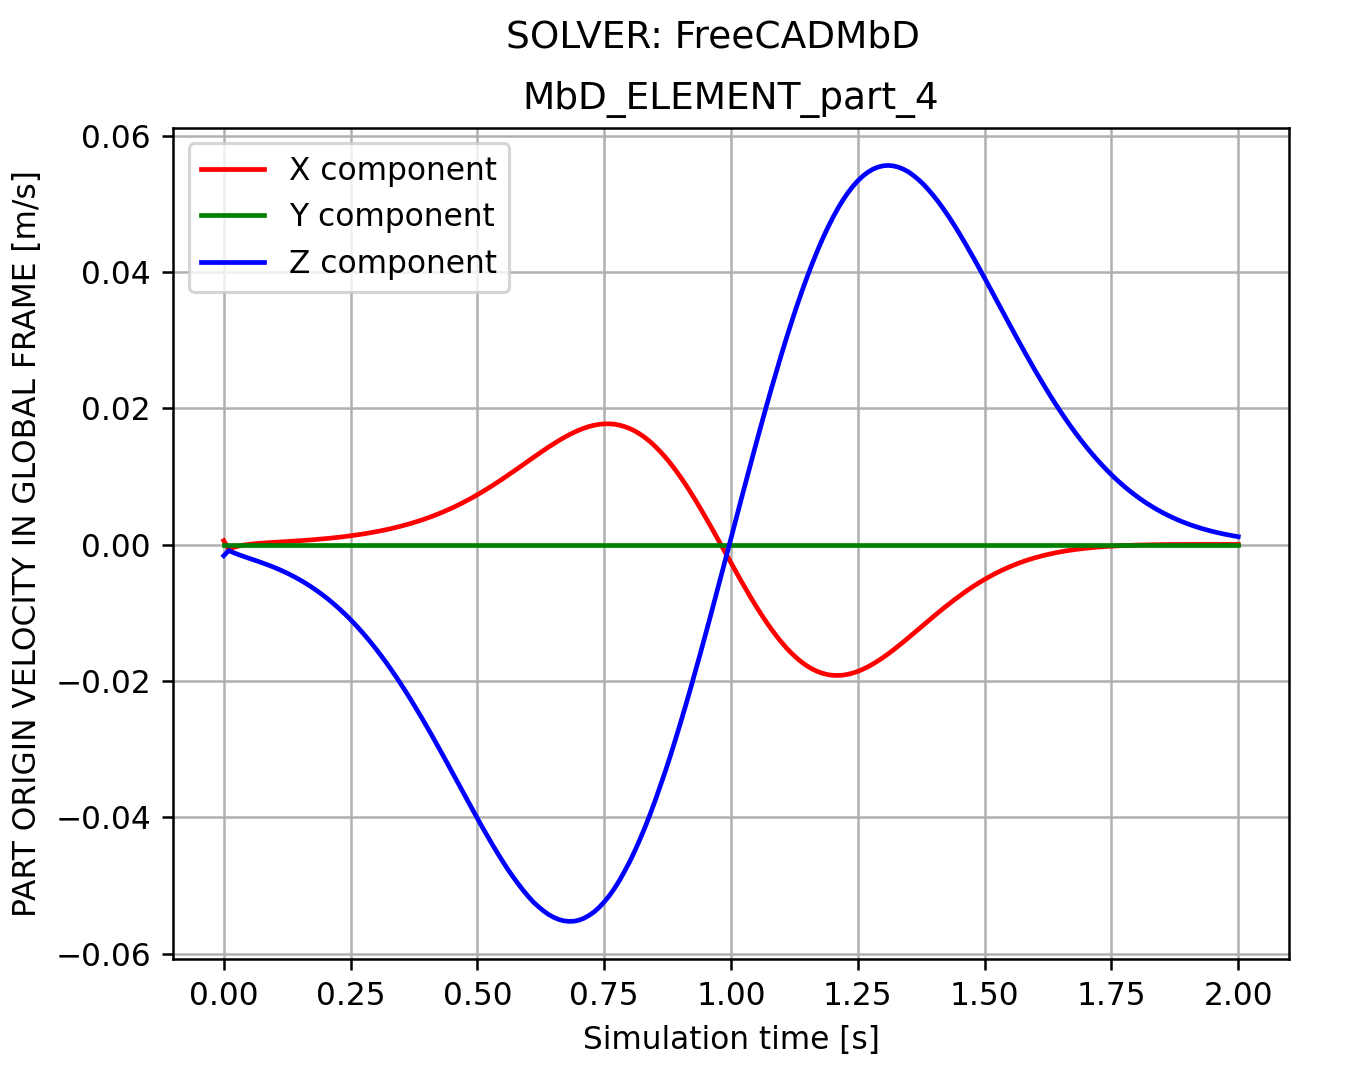 SOLVER: FreeCADMbD
MbD_ELEMENT_part_4
PART ORIGIN VELOCITY IN GLOBAL FRAME [m/s]
0.06
0.04
0.02
0.00
−0.02
−0.04
−0.06
X component
Y component
Z component
0.00 0.25 0.50 0.75 1.00 1.25 1.50 1.75 2.00
Simulation time [s]